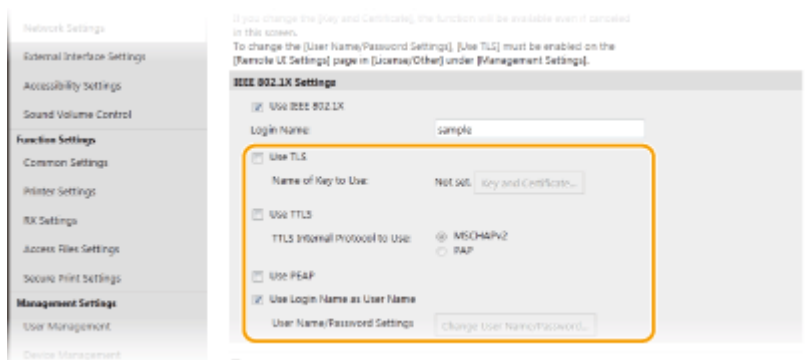 Network Settings
External Interface Settings
Accessibility Settings
Sound Volume Control
Function Settings
Common Settings
Printer Settings
RX Settings
Access Files Settings
Secure Print Settings
Management Settings
User Management
Device Management
If you change the [Key and Certificate], the function will be available even if canceled
in this screen.
To change the [User Name/Password Settings], [Use TLS] must be enabled on the
[Remote UI Settings] page in [License/Other] under [Management Settings].
IEEE 802.1X Settings
Use IEEE 802.1X
Login Name: sample
Use TLS
Name of Key to Use: Not set. Key and Certificate...
Use TTLS
TTLS Internal Protocol to Use: MSCHAPv2
PAP
Use PEAP
Use Login Name as User Name
User Name/Password Settings Change User Name/Password...